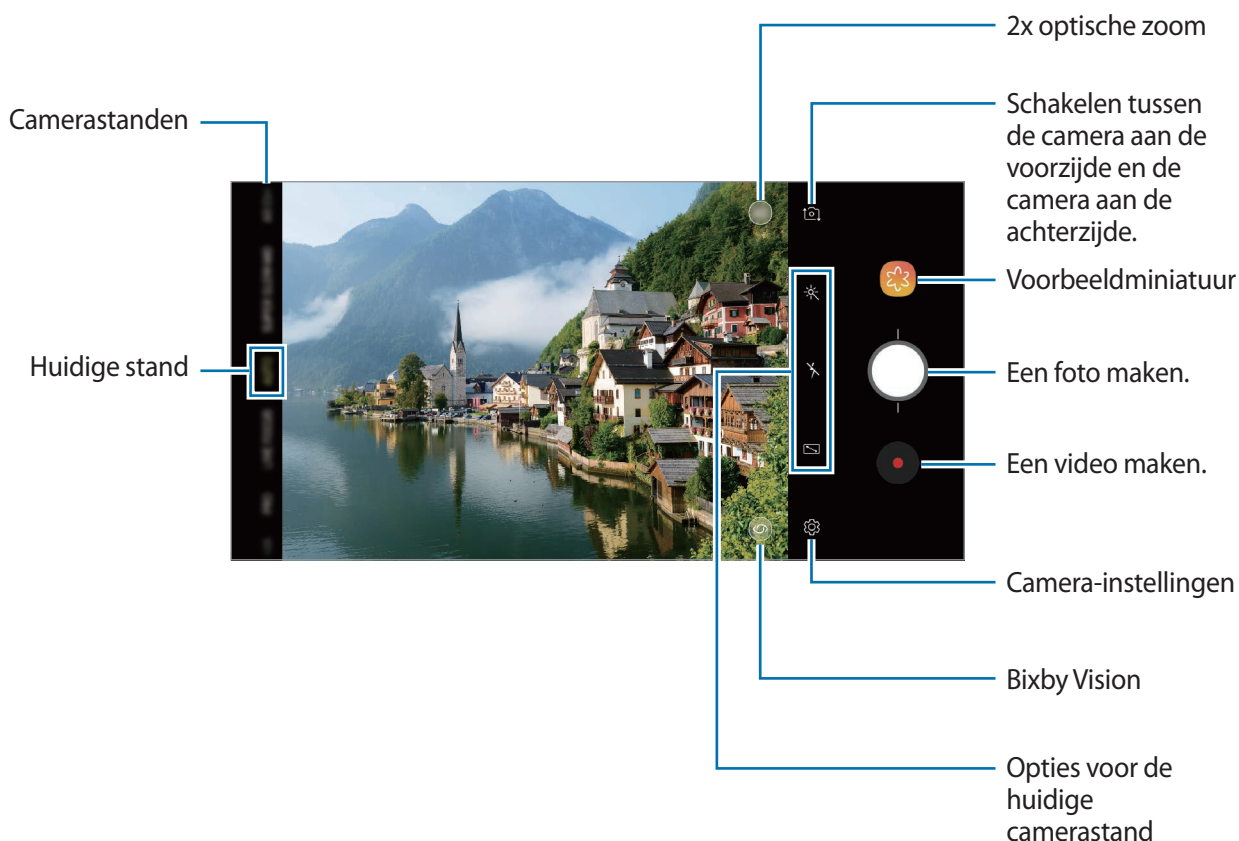 2x optische zoom
Schakelen tussen
de camera aan de
voorzijde en de
camera aan de
achterzijde.
Camerastanden
Voorbeeldminiatuur
Huidige stand
Een foto maken.
Een video maken.
Camera-instellingen
Bixby Vision
Opties voor de
huidige
camerastand